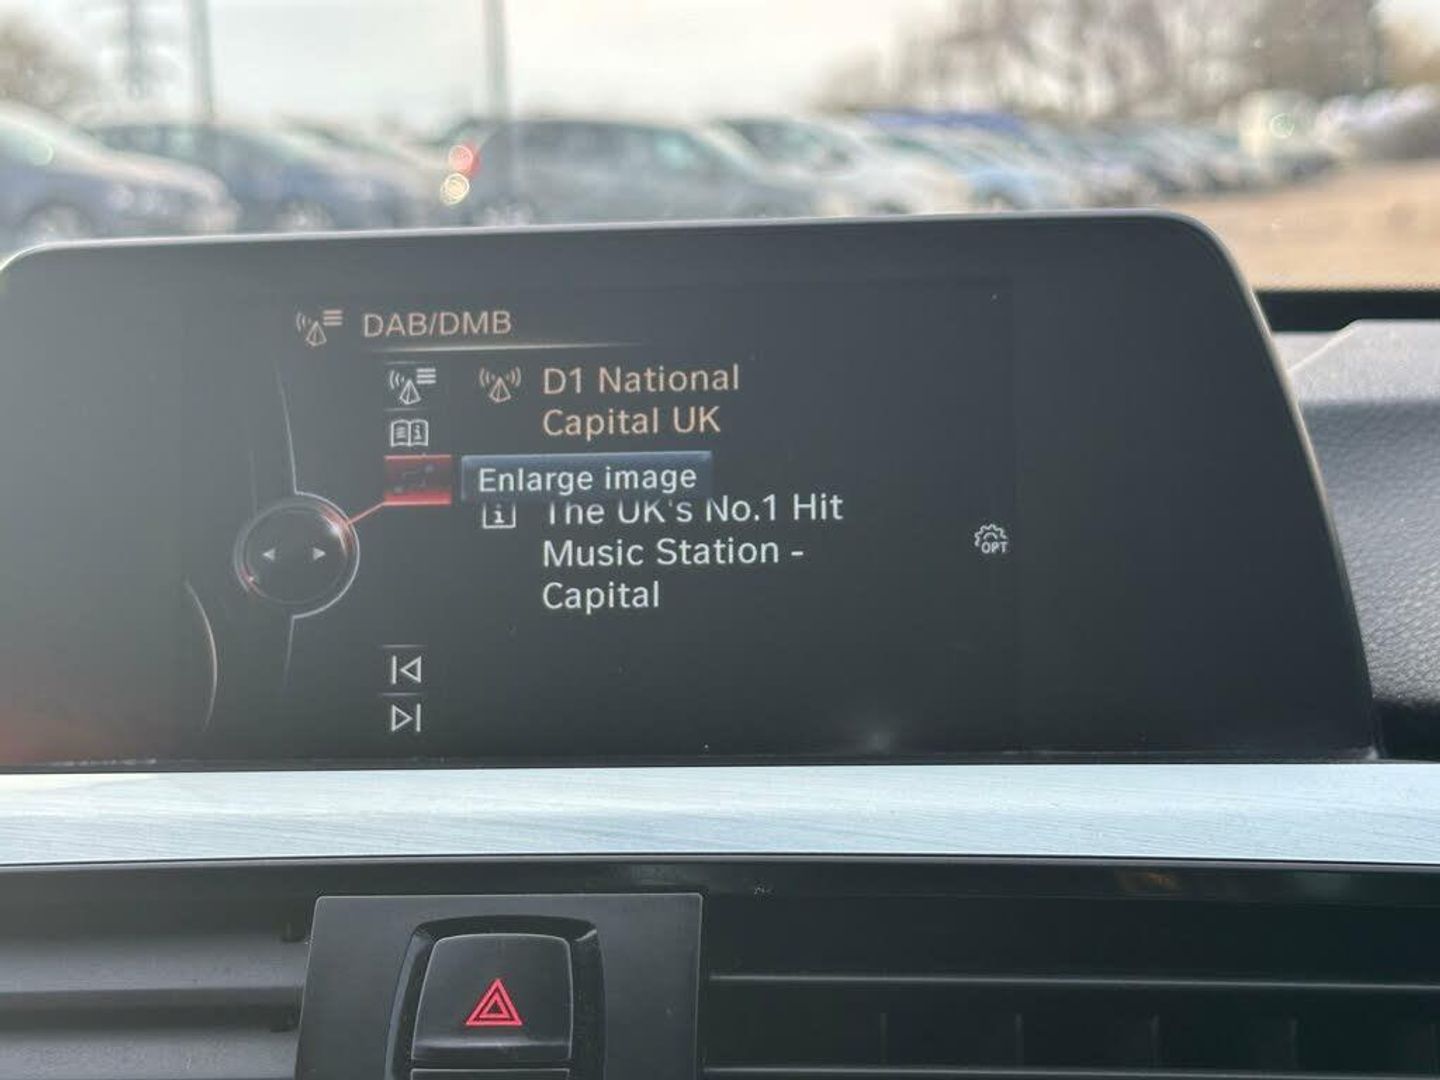 DAB/DMB
D1 National
Capital UK
Enlarge image
The UK's No.1 Hit
Music Station -
Capital
OPT